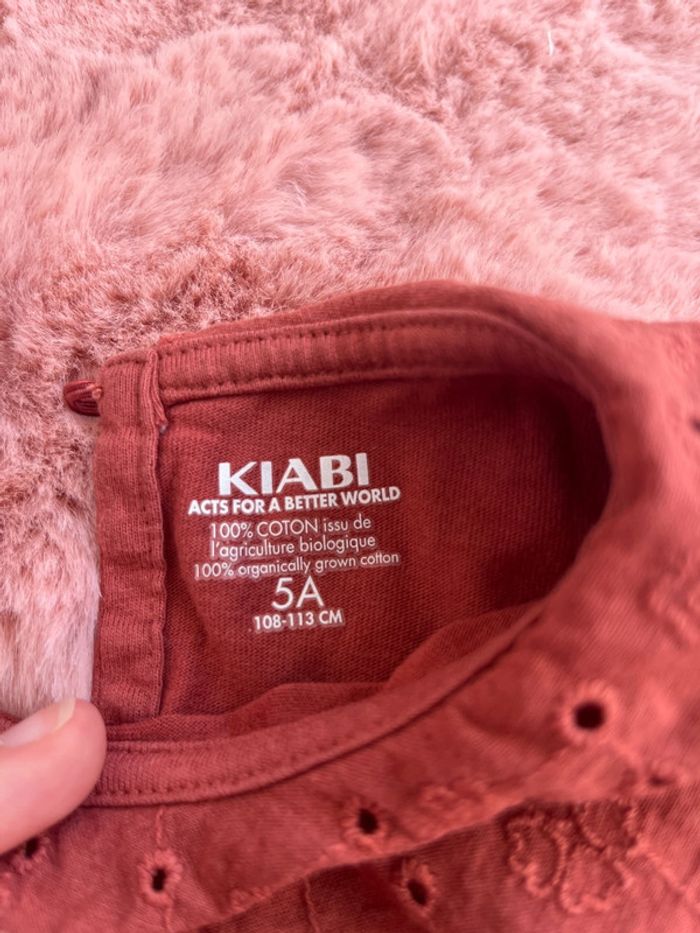 KIABI
ACTS FOR A BETTER WORLD
100% COTON issu de
l'agriculture biologique
100% organically grown cotton
5A
108-113 CM